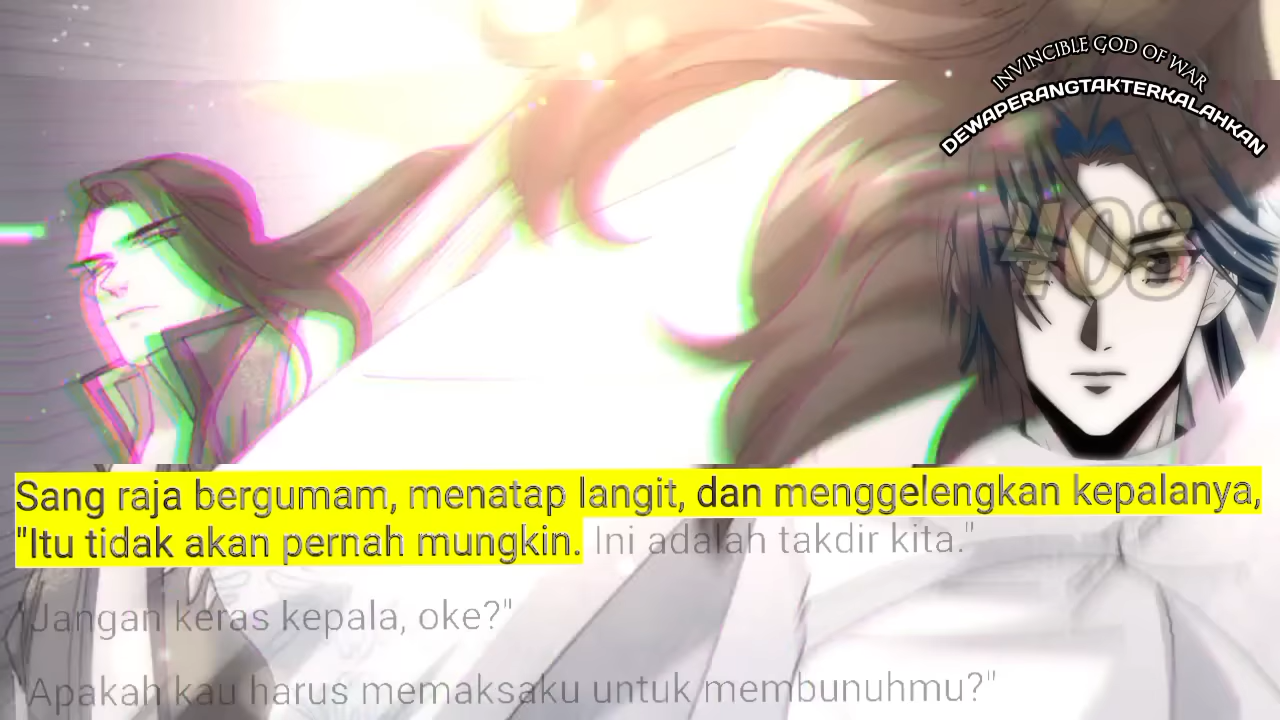 INVINCIBLE GOD OF WAR
DEWAPERANGTAKTERKALAHKAN
403
Sang raja bergumam, menatap langit, dan menggelengkan kepalanya,
"Itu tidak akan pernah mungkin. Ini adalah takdir kita."
"Jangan keras kepala, oke?"
"Apakah kau harus memaksaku untuk membunuhmu?"